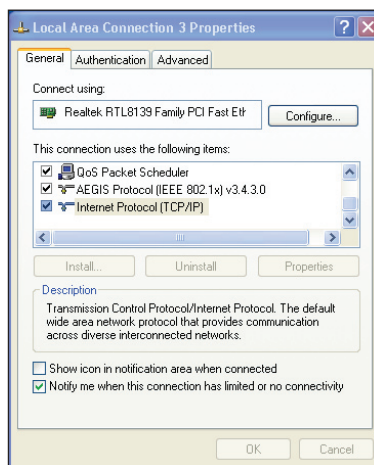 Local Area Connection 3 Properties
General Authentication Advanced
Connect using:
Realtek RTL8139 Family PCI Fast Eth
Configure...
This connection uses the following items:
QoS Packet Scheduler
AEGIS Protocol (IEEE 802.1x) v3.4.3.0
Internet Protocol (TCP/IP)
Install... Uninstall Properties
Description
Transmission Control Protocol/Internet Protocol. The default
wide area network protocol that provides communication
across diverse interconnected networks.
Show icon in notification area when connected
Notify me when this connection has limited or no connectivity
OK Cancel